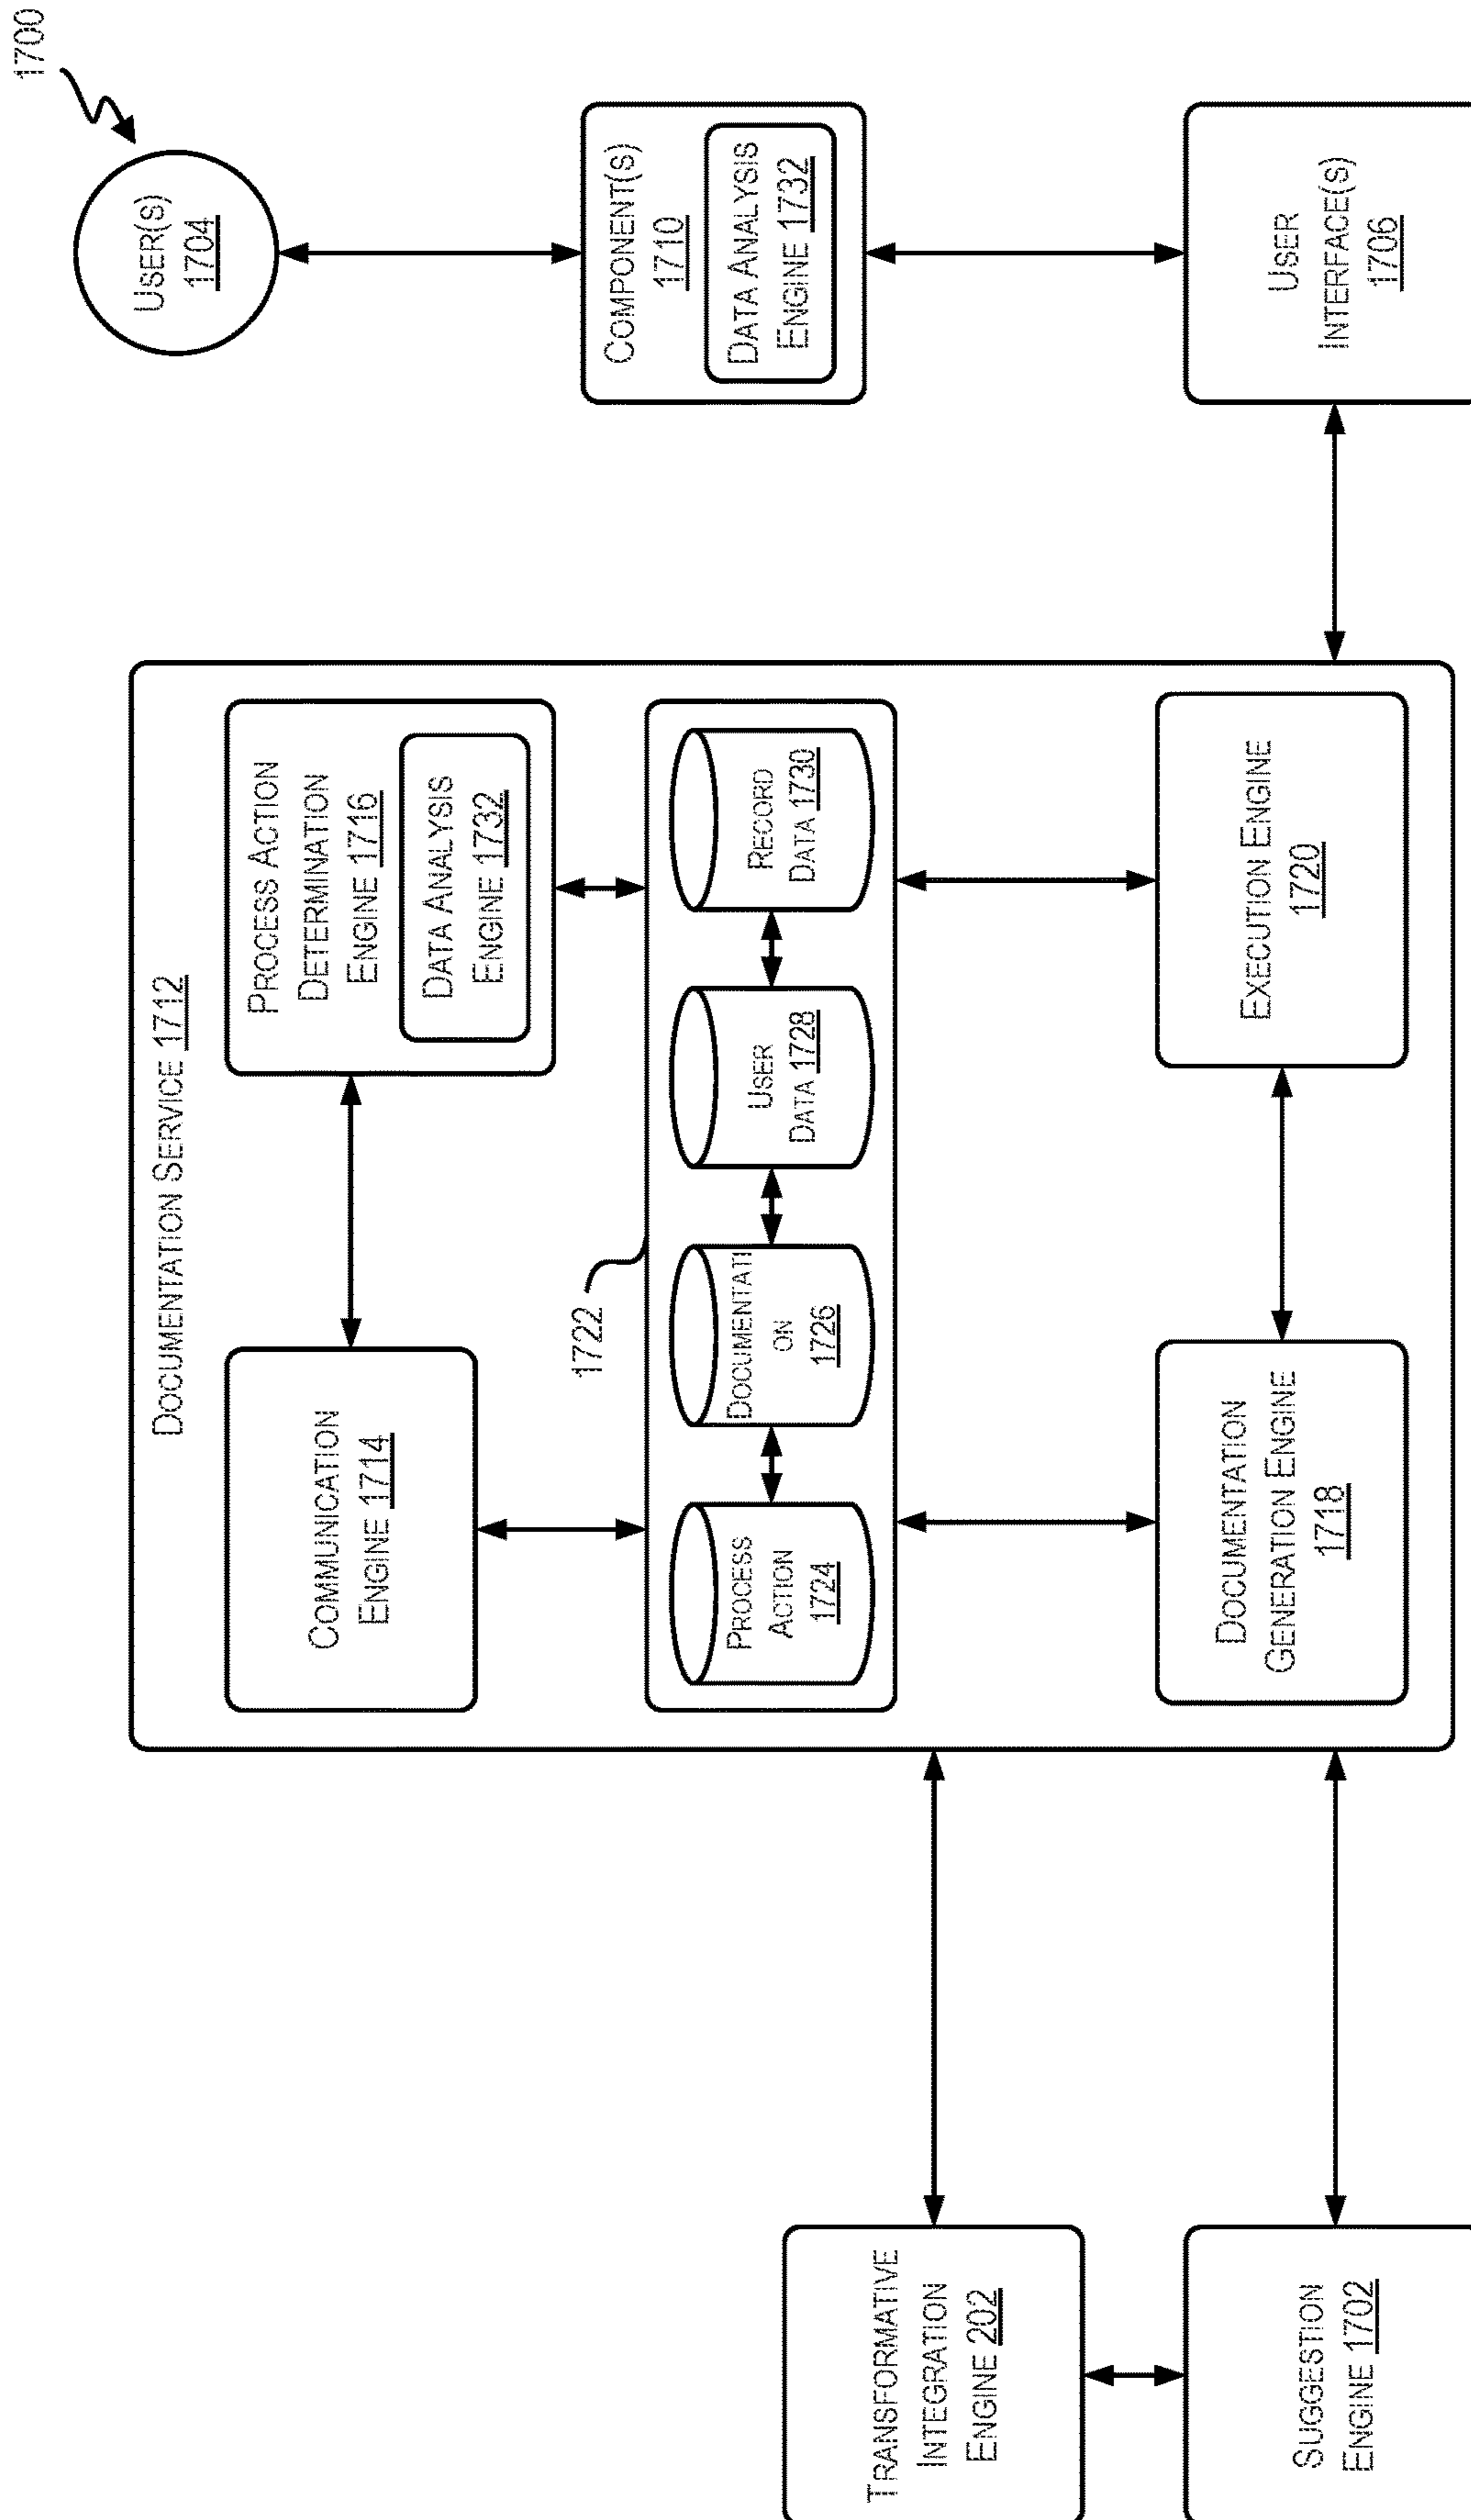 1700
USER(S)
1704
COMPONENT(S)
1710
DATA ANALYSIS
ENGINE 1732
USER
INTERFACE(S)
1706
DOCUMENTATION SERVICE 1712
COMMUNICATION
ENGINE 1714
PROCESS ACTION
DETERMINATION
ENGINE 1716
DATA ANALYSIS
ENGINE 1732
1722
PROCESS
ACTION
1724
DOCUMENTATI
ON
1726
USER
DATA 1728
RECORD
DATA 1730
DOCUMENTATION
GENERATION ENGINE
1718
EXECUTION ENGINE
1720
TRANSFORMATIVE
INTEGRATION
ENGINE 202
SUGGESTION
ENGINE 1702